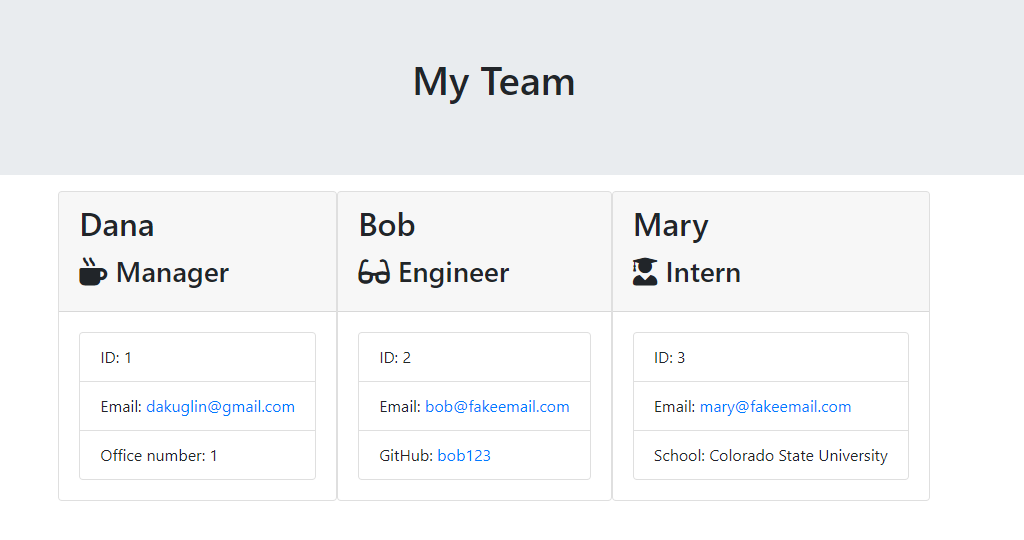 My Team
Dana
Manager
ID: 1
Email: dakuglin@gmail.com
Office number: 1
Bob
Engineer
ID: 2
Email: bob@fakeemail.com
GitHub: bob123
Mary
Intern
ID: 3
Email: mary@fakeemail.com
School: Colorado State University